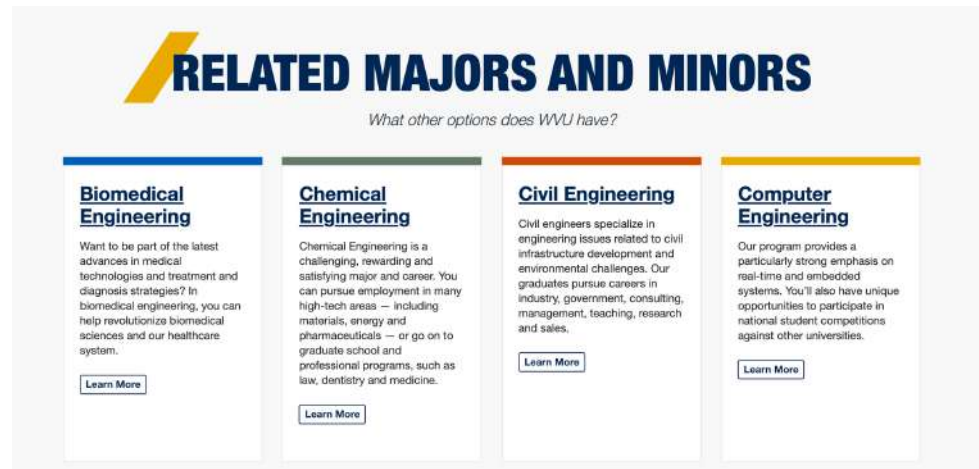 RELATED MAJORS AND MINORS
What other options does WVU have?
Biomedical
Engineering
Want to be part of the latest
advances in medical
technologies and treatment and
diagnosis strategies? In
biomedical engineering, you can
help revolutionize biomedical
sciences and our healthcare
system.
Learn More
Chemical
Engineering
Chemical Engineering is a
challenging, rewarding and
satisfying major and career. You
can pursue employment in many
high-tech areas — including
materials, energy and
pharmaceuticals — or go on to
graduate school and
professional programs, such as
law, dentistry and medicine.
Learn More
Civil Engineering
Civil engineers specialize in
engineering issues related to civil
infrastructure development and
environmental challenges. Our
graduates pursue careers in
industry, government, consulting,
management, teaching, research
and sales.
Learn More
Computer
Engineering
Our program provides a
particularly strong emphasis on
real-time and embedded
systems. You'll also have unique
opportunities to participate in
national student competitions
against other universities.
Learn More